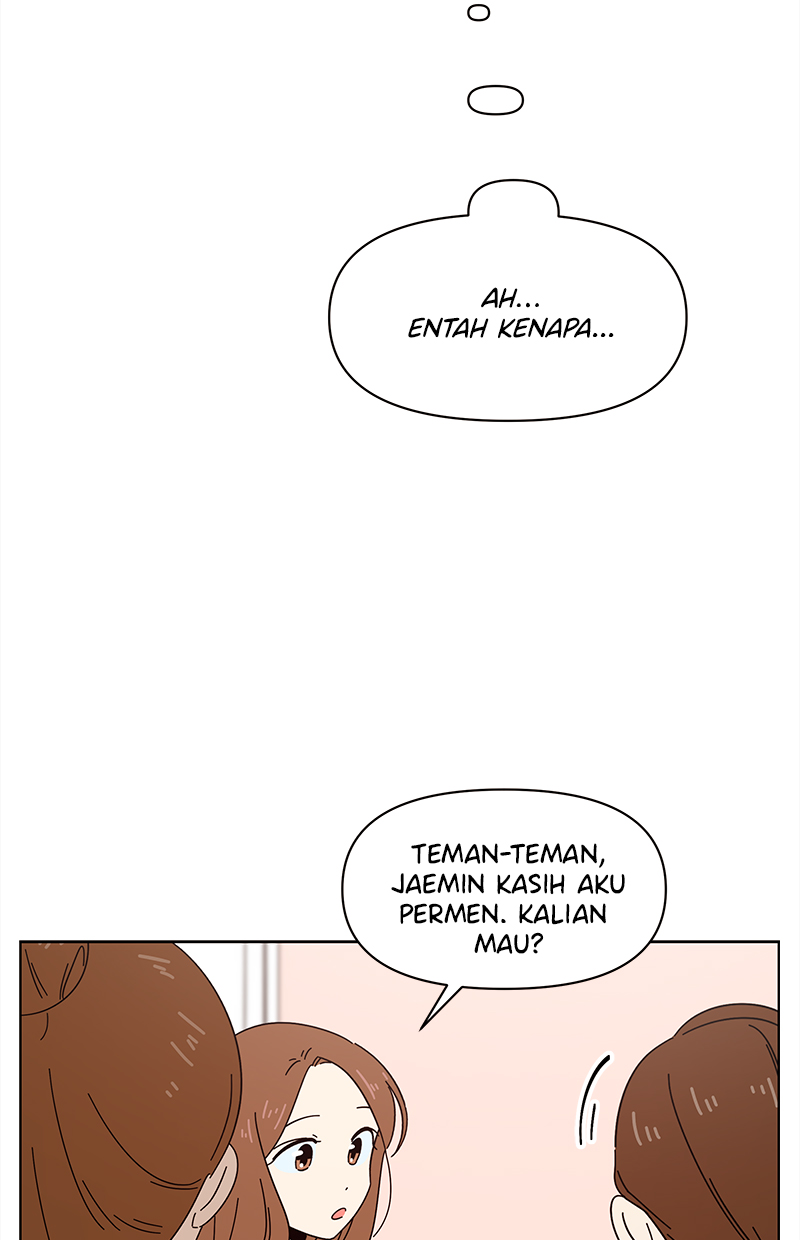 AH...
ENTAH KENAPA...
TEMAN-TEMAN,
JAEMIN KASIH AKU
PERMEN. KALIAN
MAU?